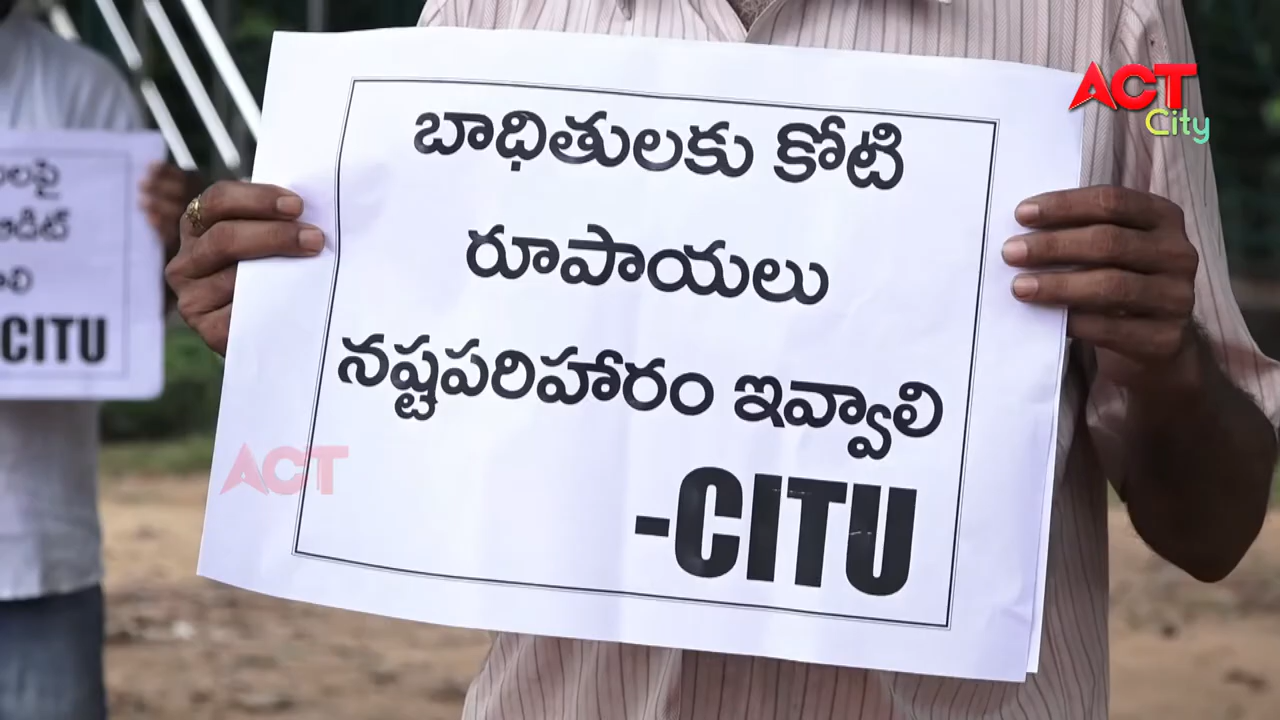 బాధితులకు కోటి
రూపాయలు
నష్టపరిహారం ఇవ్వాలి
-CITU
CITU
ACT
City
ACT